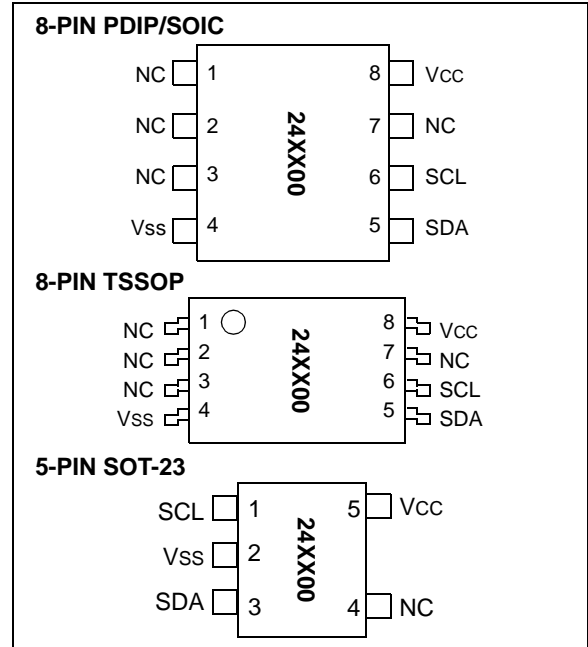 8-PIN PDIP/SOIC
NC 1 8 Vcc
NC 2 7 NC
NC 3 6 SCL
Vss 4 5 SDA
24XX00
8-PIN TSSOP
NC 1 8 Vcc
NC 2 7 NC
NC 3 6 SCL
Vss 4 5 SDA
24XX00
5-PIN SOT-23
SCL 1 5 Vcc
Vss 2
SDA 3 4 NC
24XX00